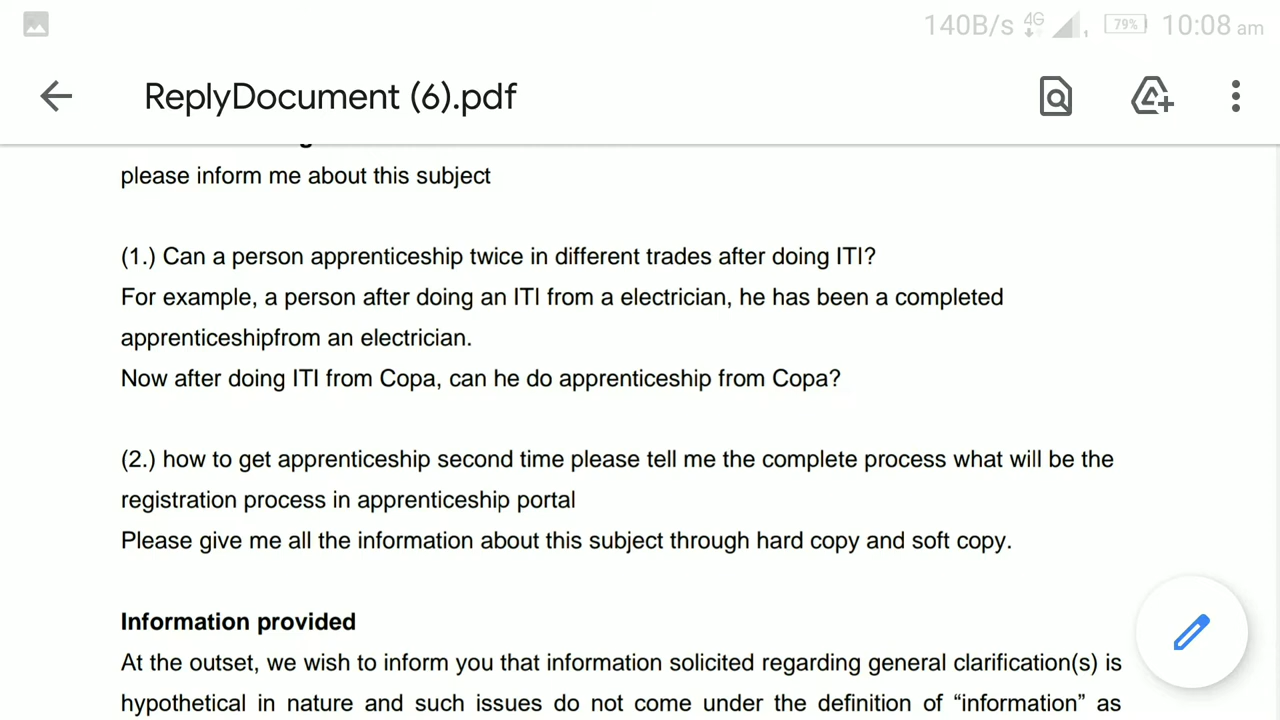 140B/s 4G 79% 10:08 am
ReplyDocument (6).pdf
please inform me about this subject
(1.) Can a person apprenticeship twice in different trades after doing ITI?
For example, a person after doing an ITI from a electrician, he has been a completed
apprenticeshipfrom an electrician.
Now after doing ITI from Copa, can he do apprenticeship from Copa?
(2.) how to get apprenticeship second time please tell me the complete process what will be the
registration process in apprenticeship portal
Please give me all the information about this subject through hard copy and soft copy.
Information provided
At the outset, we wish to inform you that information solicited regarding general clarification(s) is
hypothetical in nature and such issues do not come under the definition of “information” as